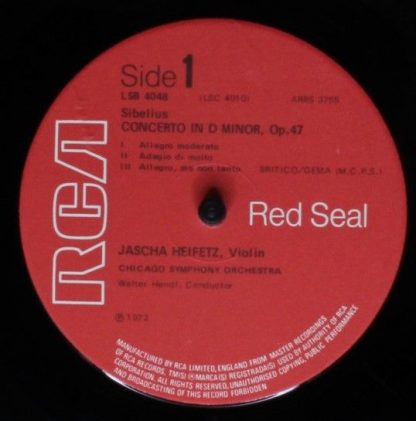 Side 1
LSB 4048 (LSC 4010) ARRS 3766
Sibelius
CONCERTO IN D MINOR, Op.47
I Allegro moderato
II Adagio di molto
III Allegro, ma non tanto BRITICO/GEMA (M.C.P.S.)
RCA
Red Seal
JASCHA HEIFETZ, Violin
CHICAGO SYMPHONY ORCHESTRA
Walter Hendl, Conductor
℗ 1972
MANUFACTURED BY RCA LIMITED, ENGLAND FROM MASTER RECORDINGS
OF RCA RECORDS. TM(S) ®MARCA(S) REGISTRADA(S) USED BY AUTHORITY OF RCA
CORPORATION. ALL RIGHTS RESERVED, UNAUTHORISED COPYING, PUBLIC PERFORMANCE
AND BROADCASTING OF THIS RECORD FORBIDDEN